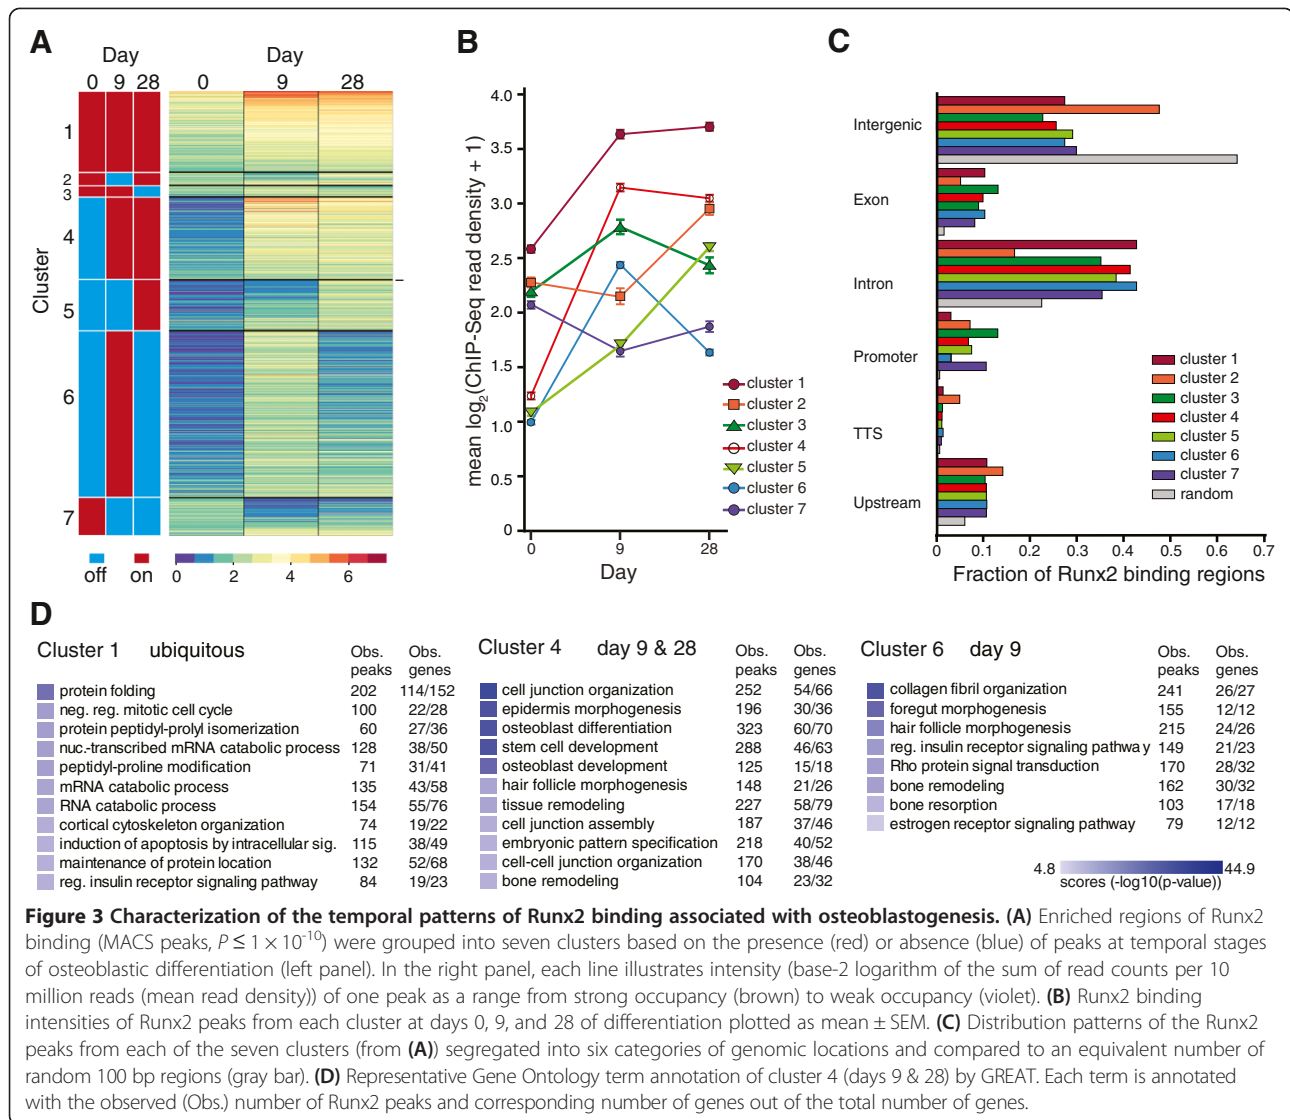 A
Day
0 9 28
Day
0 9 28
Cluster
1
2
3
4
5
6
7
off on
0 2 4 6
B
mean log2(ChIP-Seq read density + 1)
4.0
3.5
3.0
2.5
2.0
1.5
1.0
0.5
0
0 9 28
Day
cluster 1
cluster 2
cluster 3
cluster 4
cluster 5
cluster 6
cluster 7
C
Intergenic
Exon
Intron
Promoter
TTS
Upstream
cluster 1
cluster 2
cluster 3
cluster 4
cluster 5
cluster 6
cluster 7
random
0 0.1 0.2 0.3 0.4 0.5 0.6 0.7
Fraction of Runx2 binding regions
D
Cluster 1 ubiquitous Obs. peaks Obs. genes
protein folding 202 114/152
neg. reg. mitotic cell cycle 100 22/28
protein peptidyl-prolyl isomerization 60 27/36
nuc.-transcribed mRNA catabolic process 128 38/50
peptidyl-proline modification 71 31/41
mRNA catabolic process 135 43/58
RNA catabolic process 154 55/76
cortical cytoskeleton organization 74 19/22
induction of apoptosis by intracellular sig. 115 38/49
maintenance of protein location 132 52/68
reg. insulin receptor signaling pathway 84 19/23
Cluster 4 day 9 & 28 Obs. peaks Obs. genes
cell junction organization 252 54/66
epidermis morphogenesis 196 30/36
osteoblast differentiation 323 60/70
stem cell development 288 46/63
osteoblast development 125 15/18
hair follicle morphogenesis 148 21/26
tissue remodeling 227 58/79
cell junction assembly 187 37/46
embryonic pattern specification 218 40/52
cell-cell junction organization 170 38/46
bone remodeling 104 23/32
Cluster 6 day 9 Obs. peaks Obs. genes
collagen fibril organization 241 26/27
foregut morphogenesis 155 12/12
hair follicle morphogenesis 215 24/26
reg. insulin receptor signaling pathway 149 21/23
Rho protein signal transduction 170 28/32
bone remodeling 162 30/32
bone resorption 103 17/18
estrogen receptor signaling pathway 79 12/12
4.8 44.9
scores (-log10(p-value))
Figure 3 Characterization of the temporal patterns of Runx2 binding associated with osteoblastogenesis. (A) Enriched regions of Runx2
binding (MACS peaks, P ≤ 1 × 10-10) were grouped into seven clusters based on the presence (red) or absence (blue) of peaks at temporal stages
of osteoblastic differentiation (left panel). In the right panel, each line illustrates intensity (base-2 logarithm of the sum of read counts per 10
million reads (mean read density)) of one peak as a range from strong occupancy (brown) to weak occupancy (violet). (B) Runx2 binding
intensities of Runx2 peaks from each cluster at days 0, 9, and 28 of differentiation plotted as mean ± SEM. (C) Distribution patterns of the Runx2
peaks from each of the seven clusters (from (A)) segregated into six categories of genomic locations and compared to an equivalent number of
random 100 bp regions (gray bar). (D) Representative Gene Ontology term annotation of cluster 4 (days 9 & 28) by GREAT. Each term is annotated
with the observed (Obs.) number of Runx2 peaks and corresponding number of genes out of the total number of genes.